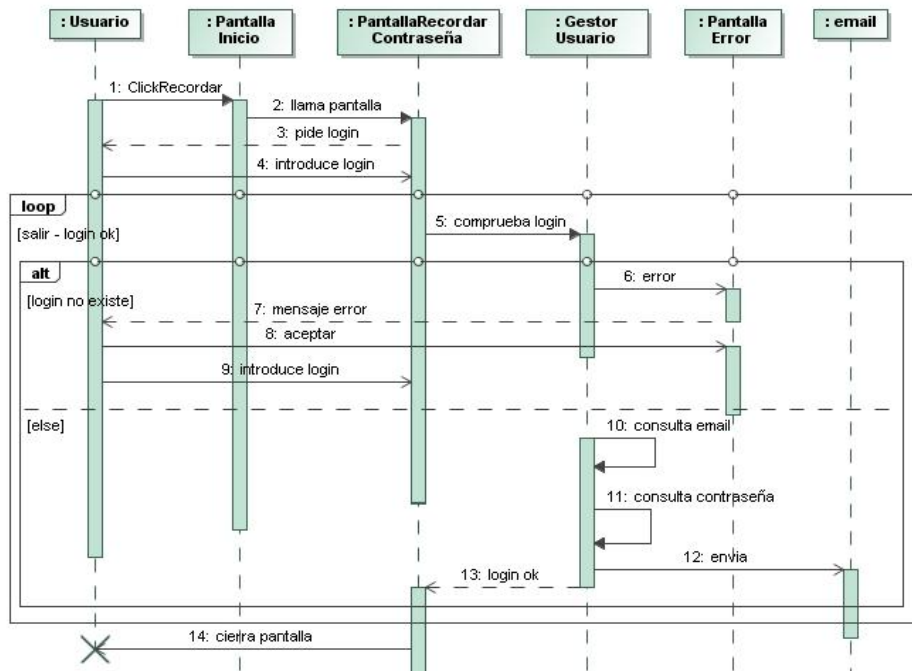 : Usuario
: Pantalla
Inicio
: PantallaRecordar
Contraseña
: Gestor
Usuario
: Pantalla
Error
: email
1: ClickRecordar
2: llama pantalla
3: pide login
4: introduce login
loop
[salir - login ok]
5: comprueba login
alt
[login no existe]
6: error
7: mensaje error
8: aceptar
9: introduce login
[else]
10: consulta email
11: consulta contraseña
12: envia
13: login ok
14: cierra pantalla